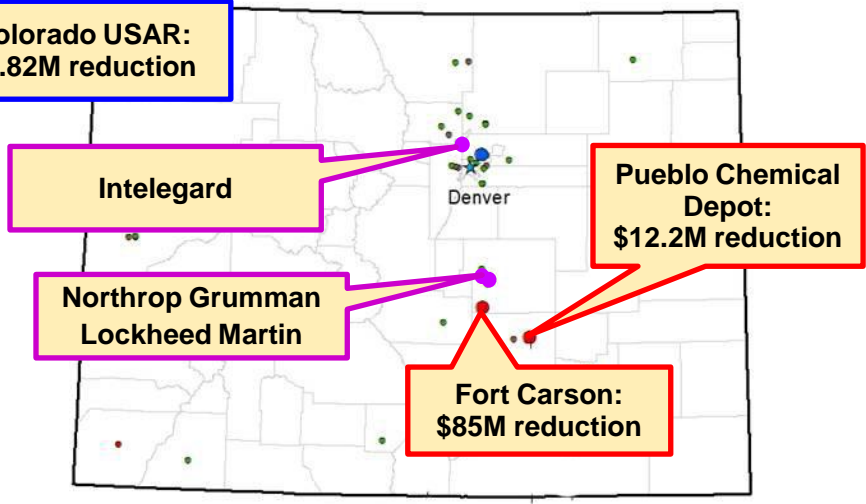 olorado USAR:
.82M reduction
Intelegard
Denver
Pueblo Chemical
Depot:
$12.2M reduction
Northrop Grumman
Lockheed Martin
Fort Carson:
$85M reduction